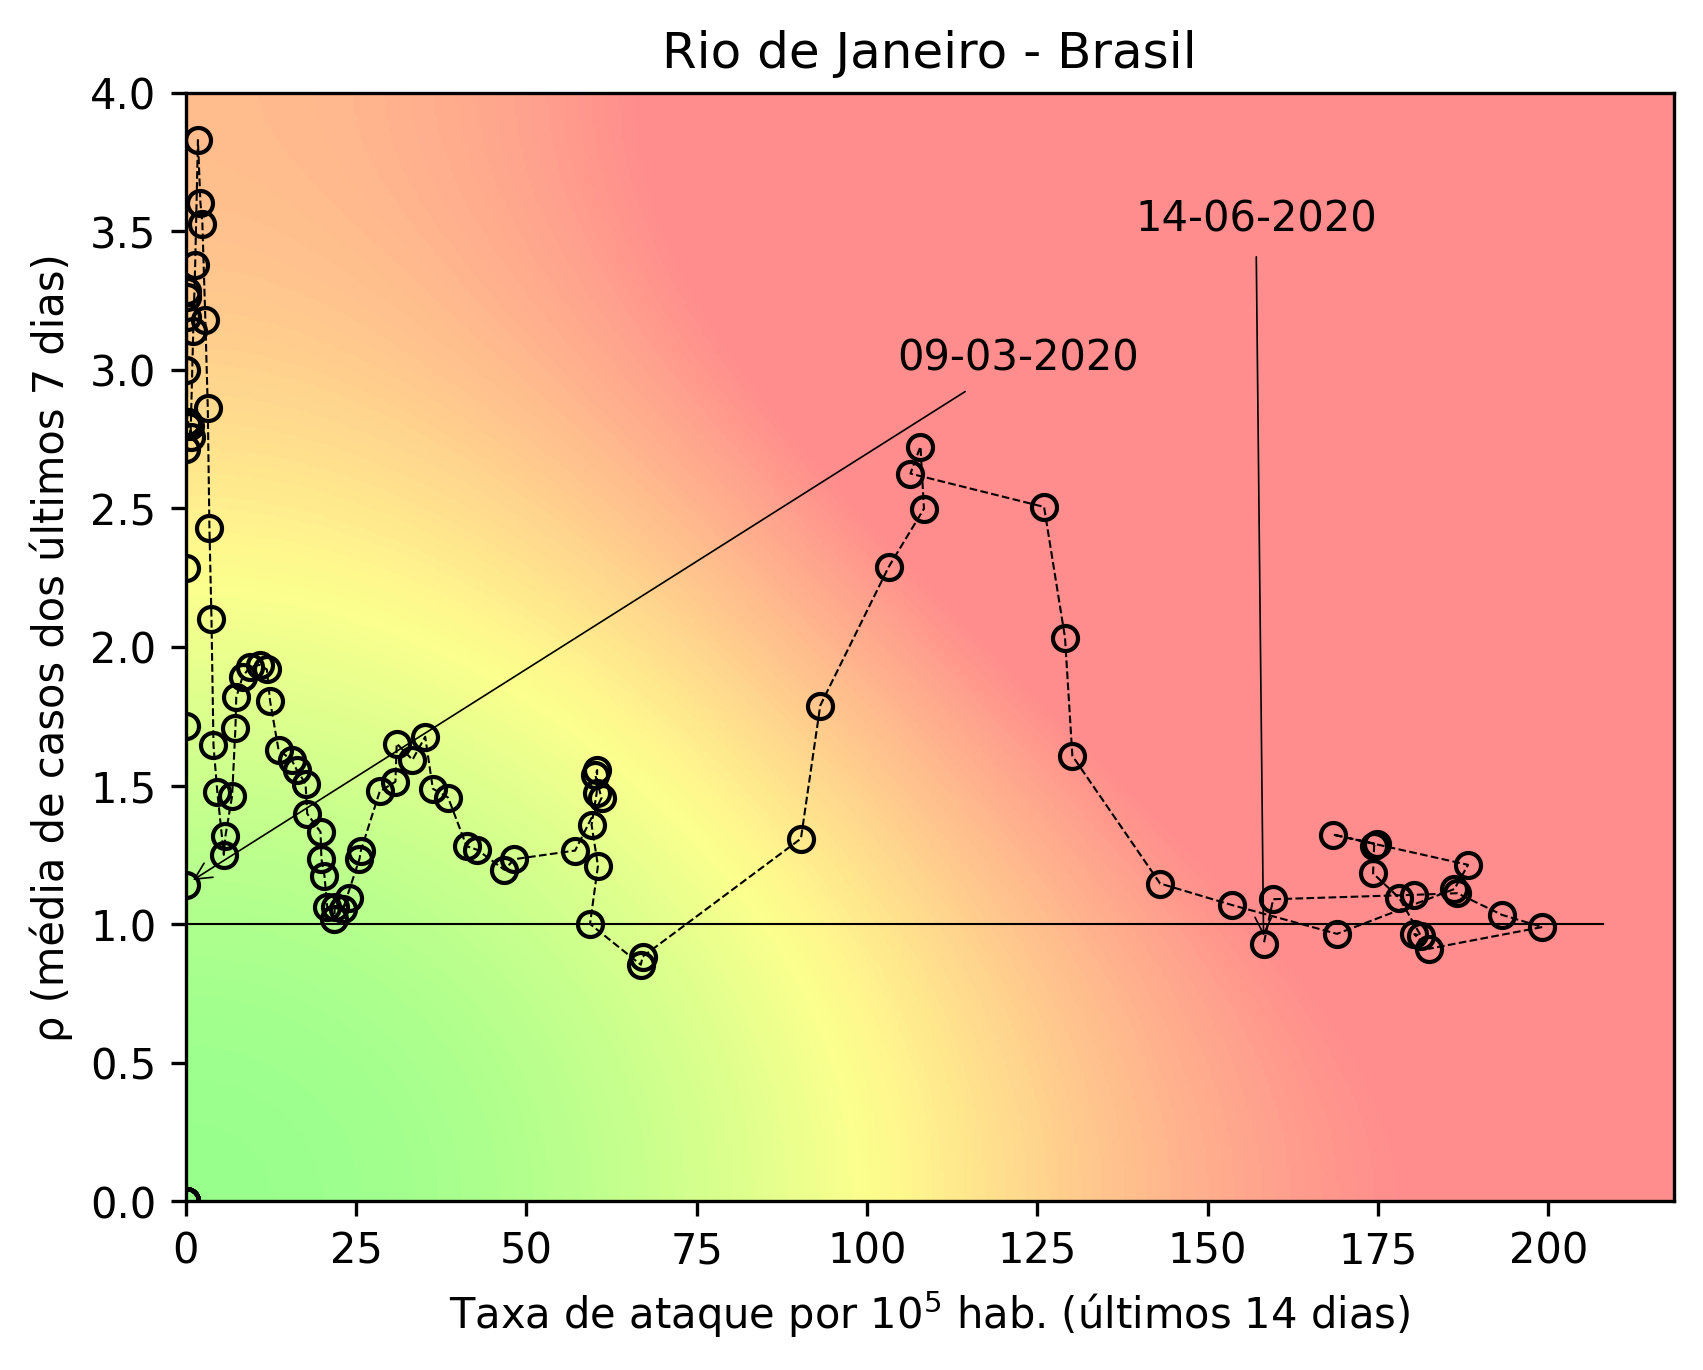 Rio de Janeiro - Brasil
4.0
3.5
3.0
2.5
2.0
1.5
1.0
0.5
0.0
ρ (média de casos dos últimos 7 dias)
14-06-2020
09-03-2020
0 25 50 75 100 125 150 175 200
Taxa de ataque por 10⁵ hab. (últimos 14 dias)